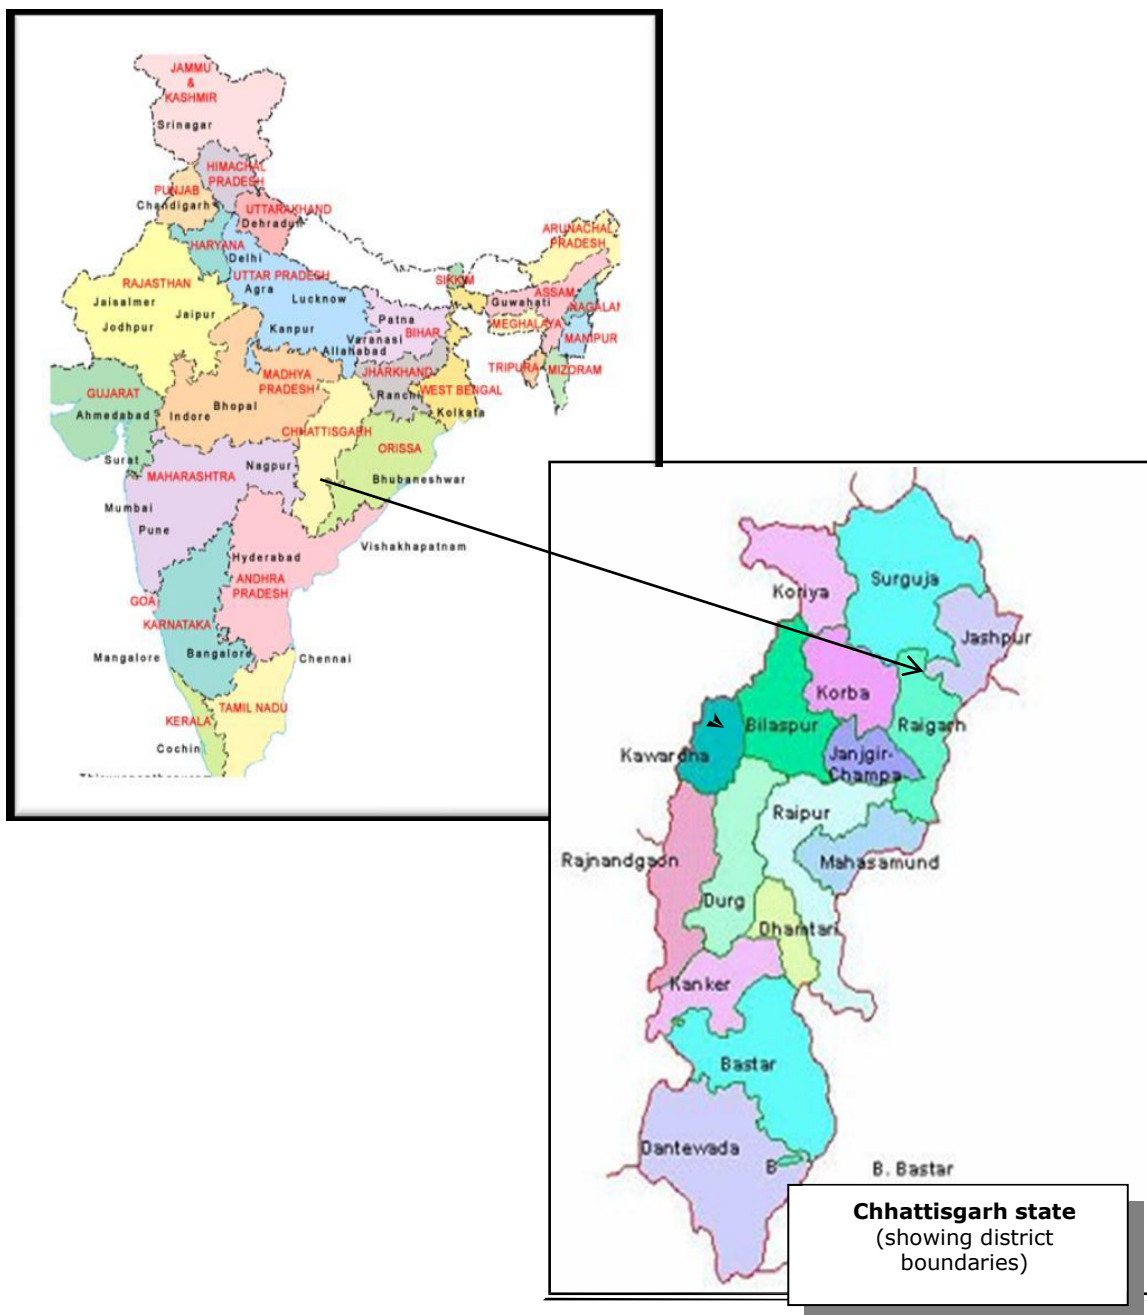 JAMMU
&
KASHMIR
Srinagar
HIMACHAL
PRADESH
PUNJAB
Chandigarh
UTTARAKHAND
Dehradun
HARYANA
Delhi
ARUNACHAL
PRADESH
RAJASTHAN
UTTAR PRADESH
Agra
Lucknow
SIKKIM
ASSAM
Guwahati
NAGALAN
Jaisalmer
Jaipur
Jodhpur
Kanpur
Patna
BIHAR
Varanasi
Allahabad
MEGHALAYA
MANIPUR
TRIPURA
MIZORAM
MADHYA
PRADESH
JHARKHAND
Ranchi
WEST BENGAL
Kolkata
GUJARAT
Ahmedabad
Indore
Bhopal
CHHATTISGARH
ORISSA
Bhubaneshwar
Surat
MAHARASHTRA
Nagpur
Mumbai
Pune
Hyderabad
Vishakhapatnam
ANDHRA
PRADESH
GOA
KARNATAKA
Mangalore
Bangalore
Chennai
KERALA
TAMIL NADU
Cochin
Koriya
Surguja
Jashpur
Korba
Bilaspur
Raigarh
Kawardha
Janjgir-
Champa
Raipur
Rajnandgaon
Mahasamund
Durg
Dhamtari
Kanker
Bastar
Dantewada
B
B. Bastar
Chhattisgarh state
(showing district
boundaries)